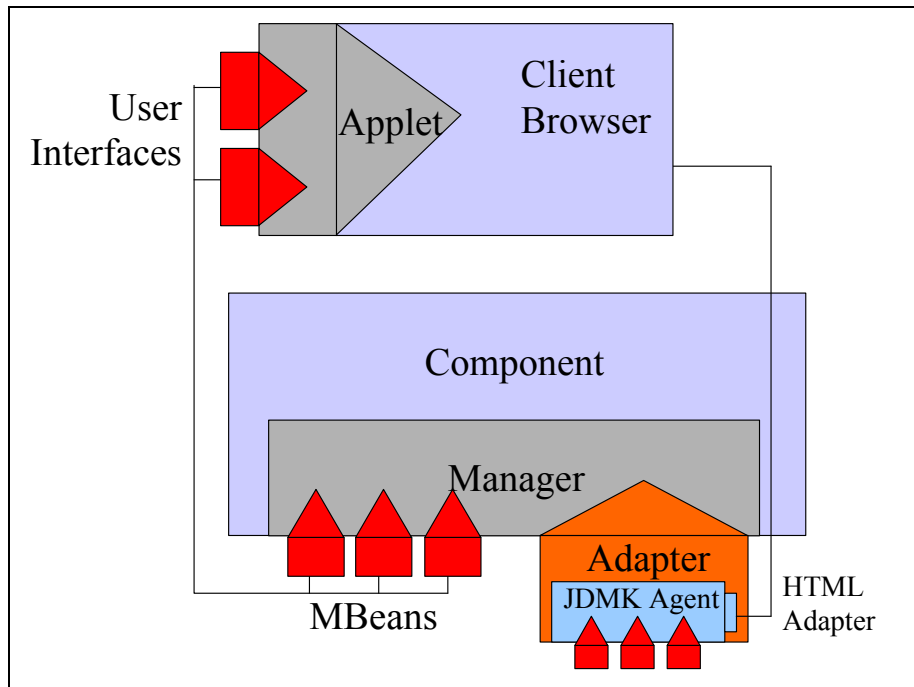 Client
Browser
User
Interfaces
Applet
Component
Manager
Adapter
JDMK Agent
HTML
Adapter
MBeans